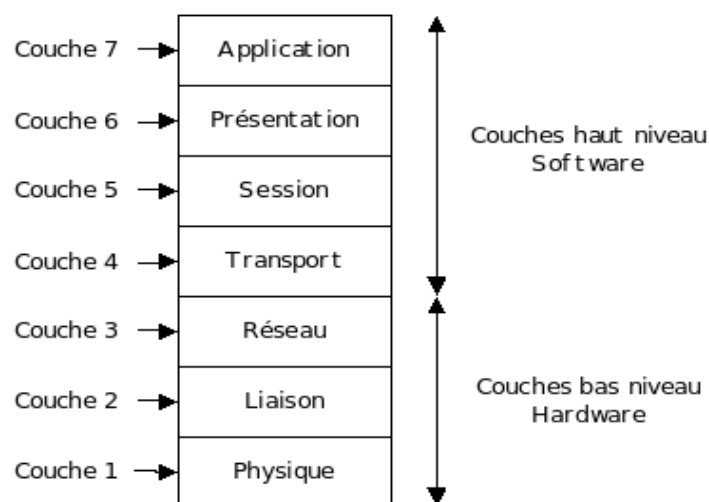 Couche 7
Application
Couche 6
Présentation
Couches haut niveau
Software
Couche 5
Session
Couche 4
Transport
Couche 3
Réseau
Couche 2
Liaison
Couches bas niveau
Hardware
Couche 1
Physique